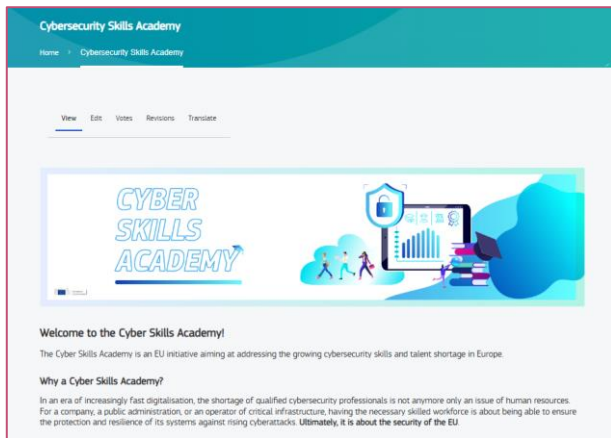 Cybersecurity Skills Academy
Home > Cybersecurity Skills Academy
View Edit Votes Revisions Translate
CYBER
SKILLS
ACADEMY
Welcome to the Cyber Skills Academy!
The Cyber Skills Academy is an EU initiative aiming at addressing the growing cybersecurity skills and talent shortage in Europe.
Why a Cyber Skills Academy?
In an era of increasingly fast digitalisation, the shortage of qualified cybersecurity professionals is not anymore only an issue of human resources.
For a company, a public administration, or an operator of critical infrastructure, having the necessary skilled workforce is about being able to ensure
the protection and resilience of its systems against rising cyberattacks. Ultimately, it is about the security of the EU.